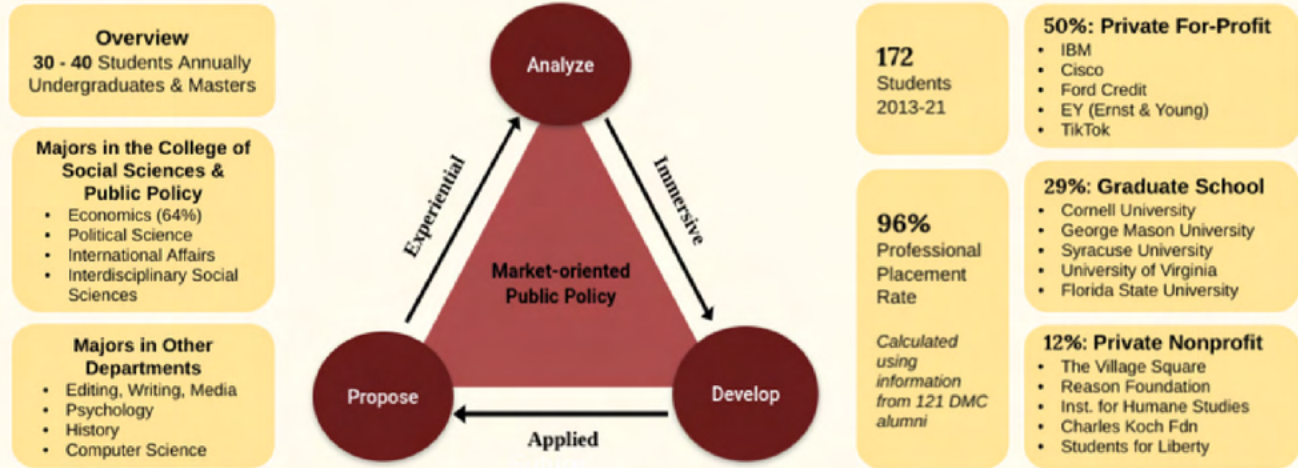 Overview
30 - 40 Students Annually
Undergraduates & Masters
Majors in the College of
Social Sciences &
Public Policy
• Economics (64%)
• Political Science
• International Affairs
• Interdisciplinary Social
Sciences
Majors in Other
Departments
• Editing, Writing, Media
• Psychology
• History
• Computer Science
Analyze
Experiential
Immersive
Market-oriented
Public Policy
Propose
Develop
Applied
172
Students
2013-21
96%
Professional
Placement
Rate
Calculated
using
information
from 121 DMC
alumni
50%: Private For-Profit
• IBM
• Cisco
• Ford Credit
• EY (Ernst & Young)
• TikTok
29%: Graduate School
• Cornell University
• George Mason University
• Syracuse University
• University of Virginia
• Florida State University
12%: Private Nonprofit
• The Village Square
• Reason Foundation
• Inst. for Humane Studies
• Charles Koch Fdn
• Students for Liberty